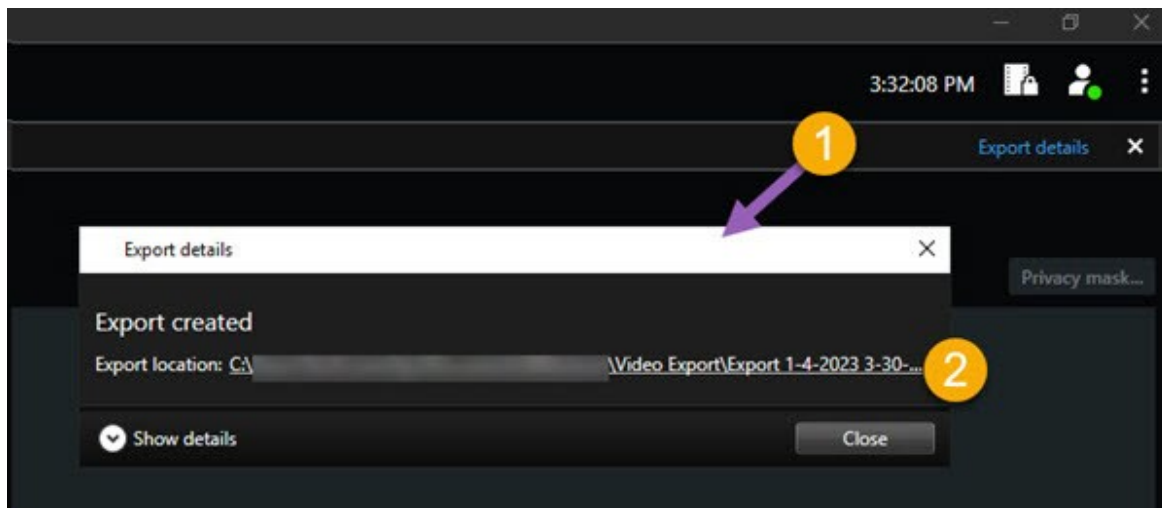 3:32:08 PM
1
Export details
Export details
Privacy mask...
Export created
Export location: C:\ \Video Export\Export 1-4-2023 3-30-...
2
Show details
Close